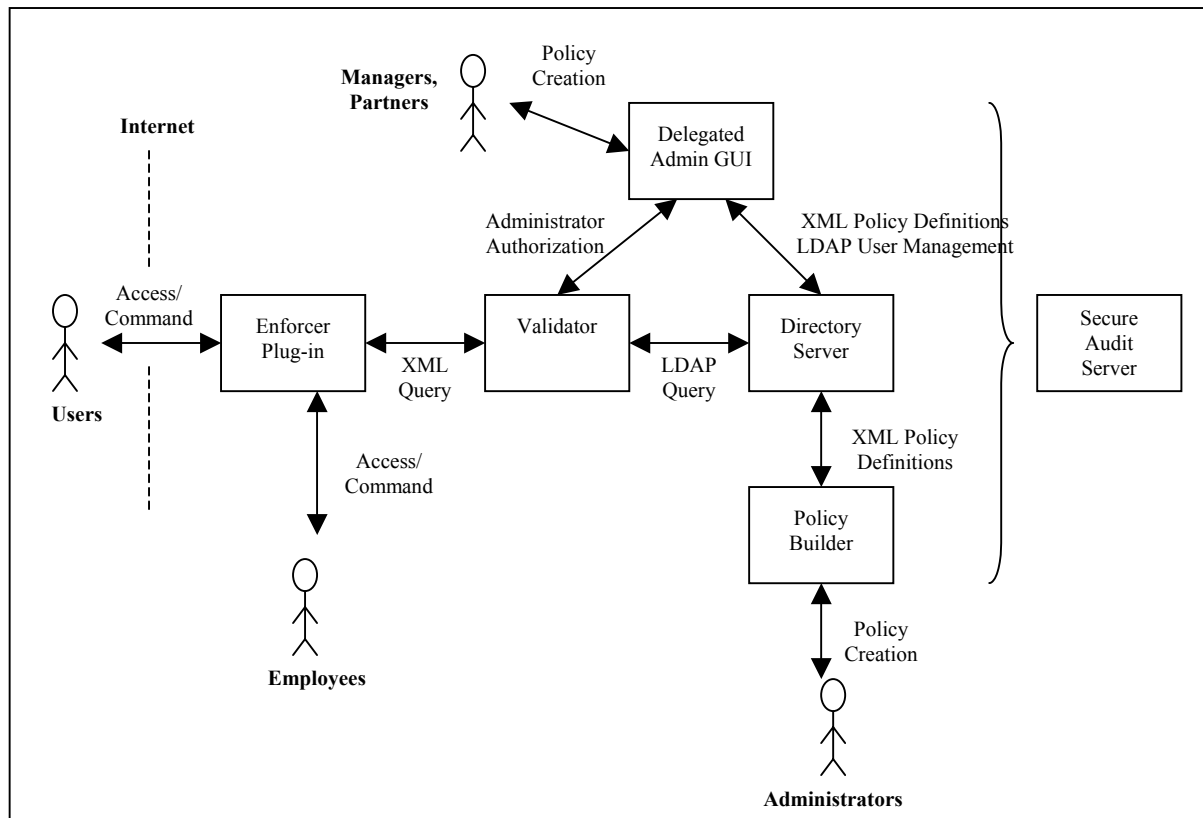 Managers,
Partners
Policy
Creation
Internet
Delegated
Admin GUI
Administrator
Authorization
XML Policy Definitions
LDAP User Management
Access/
Command
Enforcer
Plug-in
XML
Query
Validator
LDAP
Query
Directory
Server
Secure
Audit
Server
Users
Access/
Command
XML Policy
Definitions
Policy
Builder
Employees
Policy
Creation
Administrators